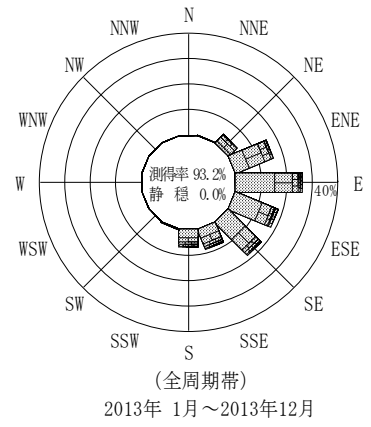 N
NNW NNE
NW NE
WNW ENE
測得率 93.2%
静 穏 0.0%
W 40% E
WSW ESE
SW SE
SSW SSE
S
(全周期帯)
2013年 1月～2013年12月